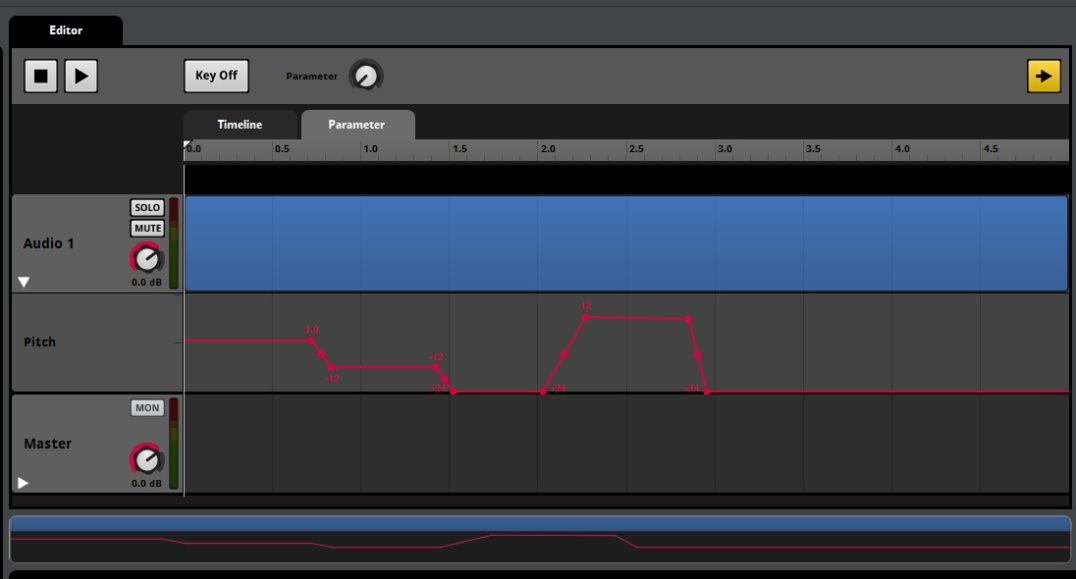 Editor
Key Off
Parameter
Timeline
Parameter
0.0 0.5 1.0 1.5 2.0 2.5 3.0 3.5 4.0 4.5
SOLO
MUTE
Audio 1
0.0 dB
12
1.0
Pitch
-12
-12
-24
-24
-24
MON
Master
0.0 dB